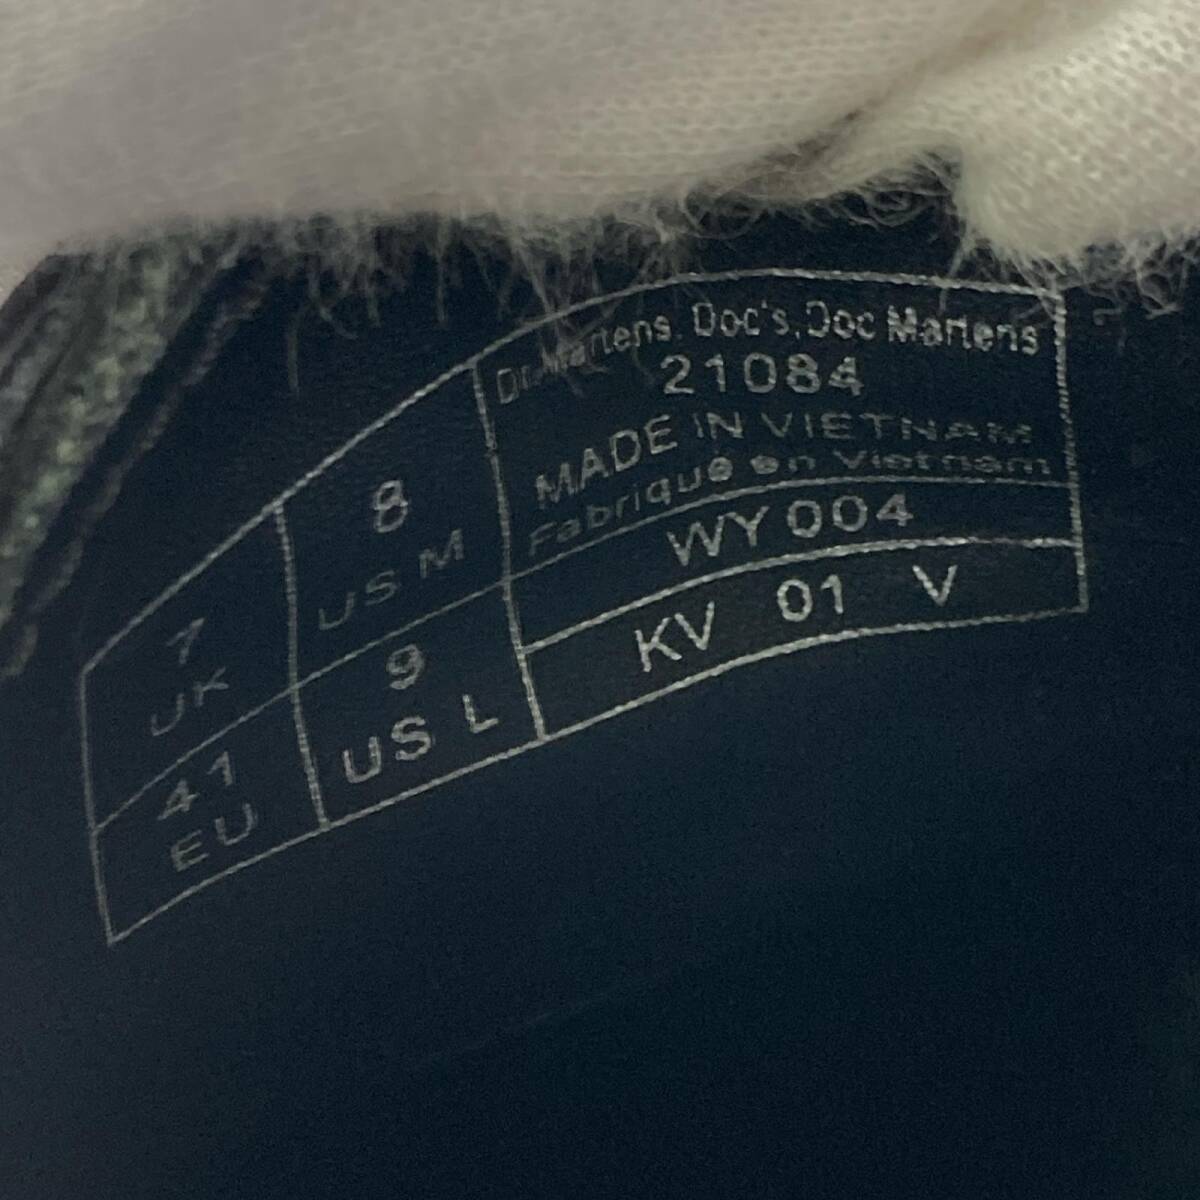 Dr. Martens. Doc's, Doc Martens
21084
MADE IN VIETNAM
Fabriqué en Vietnam
WY 004
KV 01 V
8
US M
9
US L
7
UK
41
EU